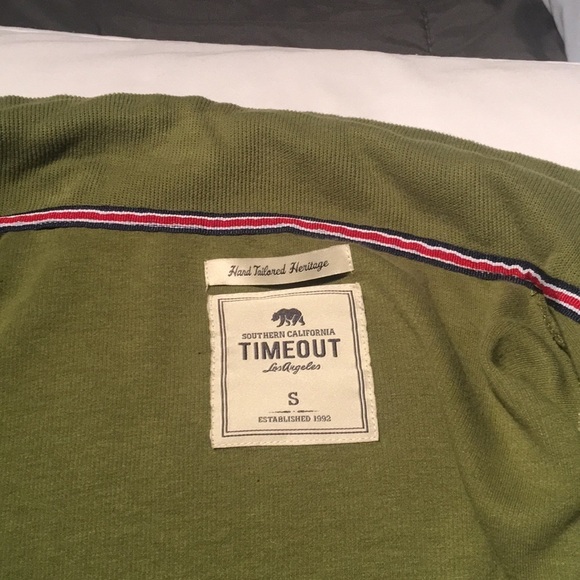 Hand Tailored Heritage
SOUTHERN CALIFORNIA
TIMEOUT
Los Angeles
S
ESTABLISHED 1992